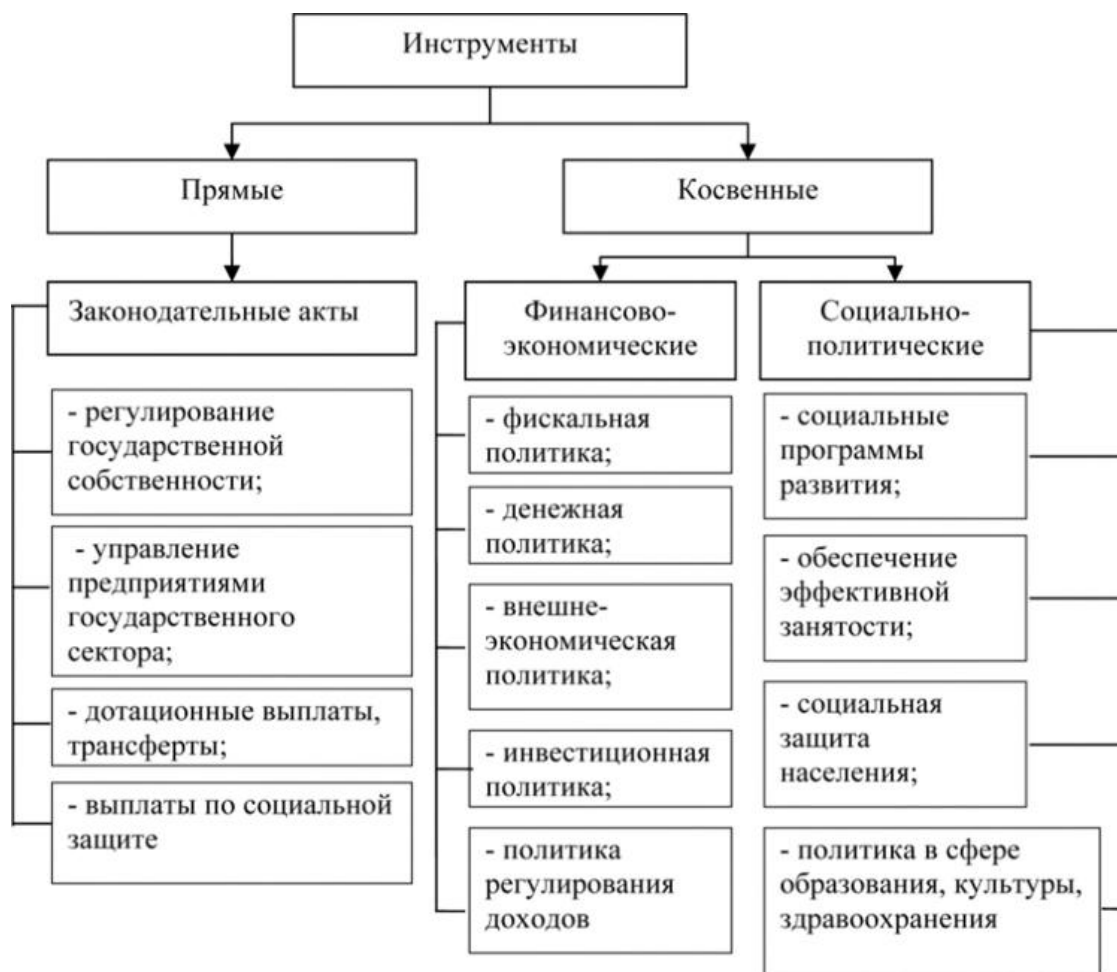 Инструменты
Прямые
Косвенные
Законодательные акты
- регулирование
государственной
собственности;
- управление
предприятиями
государственного
сектора;
- дотационные выплаты,
трансферты;
- выплаты по социальной
защите
Финансово-
экономические
- фискальная
политика;
- денежная
политика;
- внешне-
экономическая
политика;
- инвестиционная
политика;
- политика
регулирования
доходов
Социально-
политические
- социальные
программы
развития;
- обеспечение
эффективной
занятости;
- социальная
защита
населения;
- политика в сфере
образования, культуры,
здравоохранения